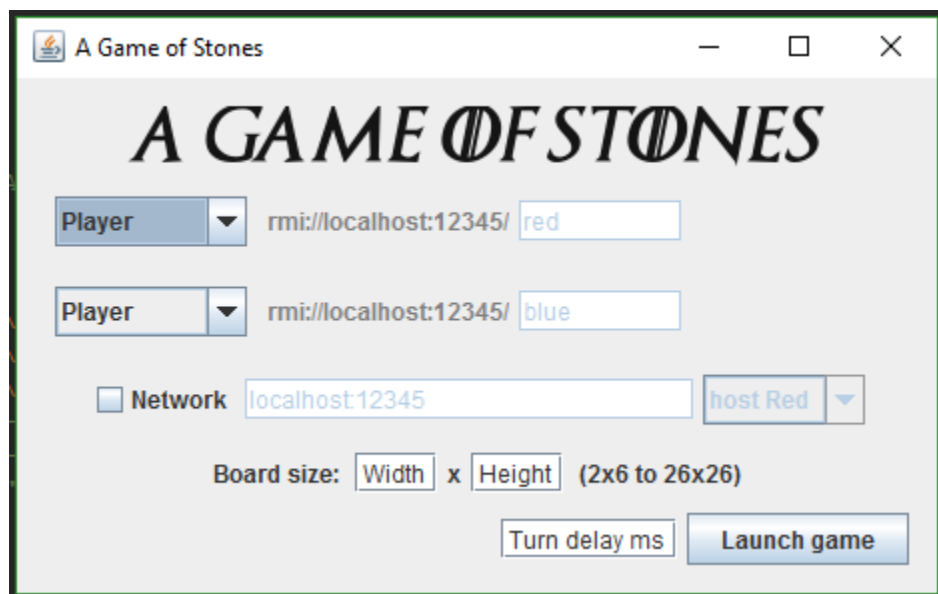 A Game of Stones
A GAME OF STONES
Player rmi://localhost:12345/ red
Player rmi://localhost:12345/ blue
Network localhost:12345 host Red
Board size: Width x Height (2x6 to 26x26)
Turn delay ms Launch game